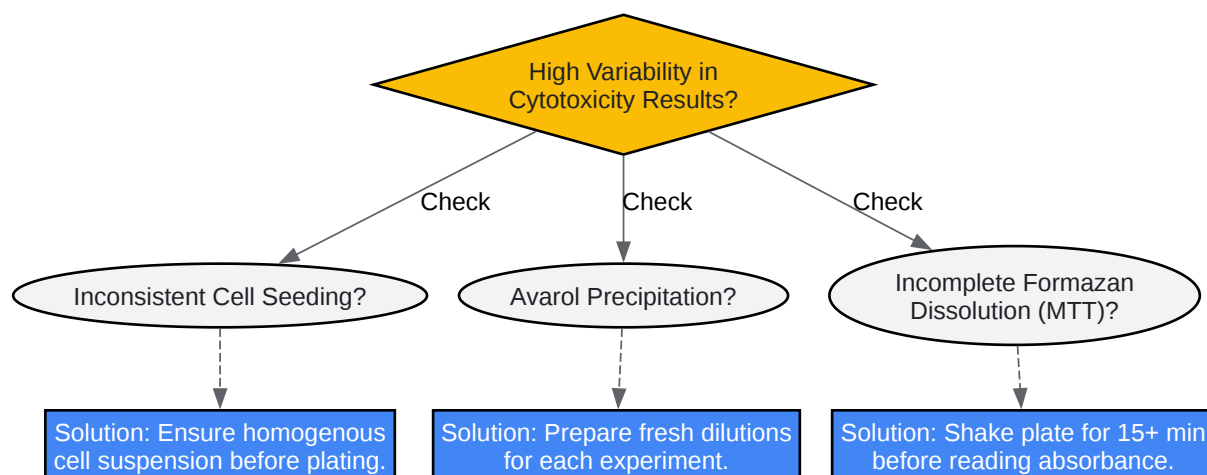 High Variability in
Cytotoxicity Results?
Check
Check
Check
Inconsistent Cell Seeding?
Avarol Precipitation?
Incomplete Formazan
Dissolution (MTT)?
Solution: Ensure homogenous
cell suspension before plating.
Solution: Prepare fresh dilutions
for each experiment.
Solution: Shake plate for 15+ min
before reading absorbance.